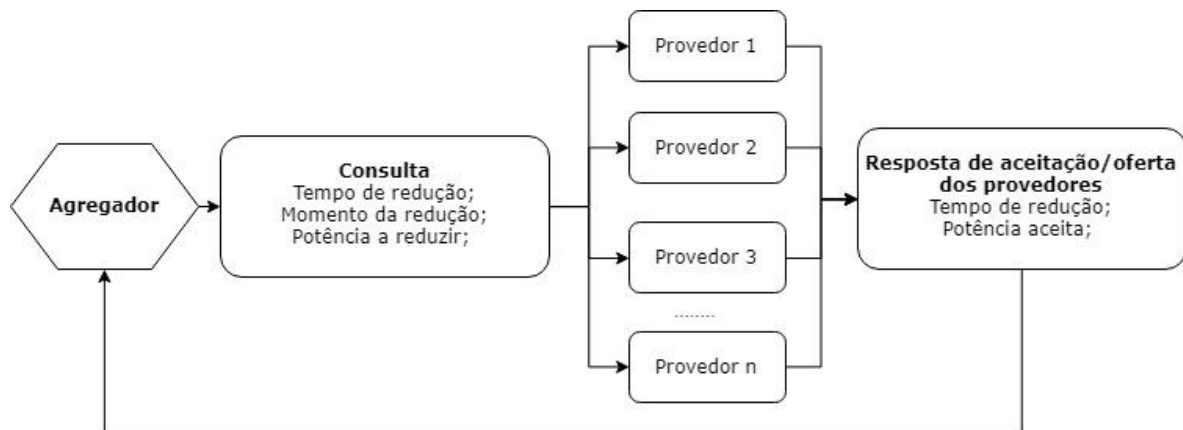 Agregador
Consulta
Tempo de redução;
Momento da redução;
Potência a reduzir;
Provedor 1
Provedor 2
Provedor 3
........
Provedor n
Resposta de aceitação/oferta
dos provedores
Tempo de redução;
Potência aceita;